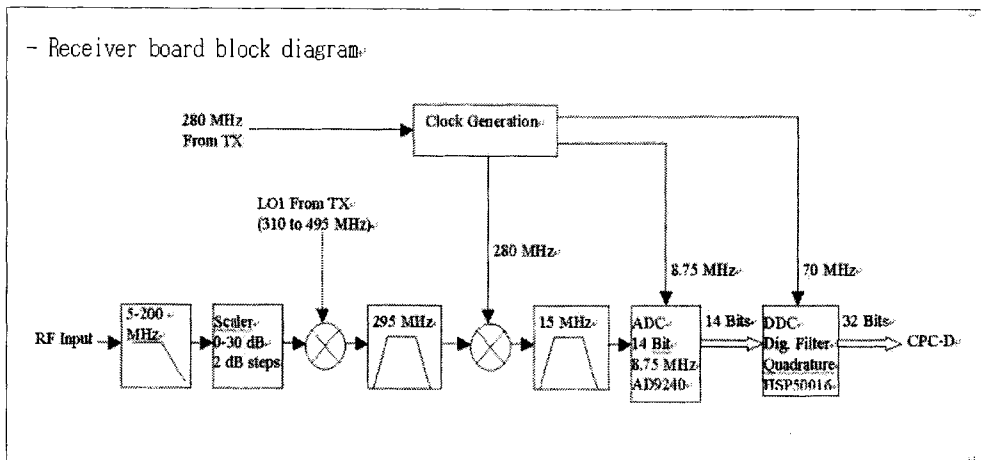 - Receiver board block diagram
280 MHz
From TX
Clock Generation
LO1 From TX
(310 to 495 MHz)
280 MHz
8.75 MHz
70 MHz
RF Input
5-200
MHz
Scaler
0-30 dB
2 dB steps
295 MHz
15 MHz
ADC
14 Bit
8.75 MHz
AD9240
14 Bits
DDC
Dig. Filter
Quadrature
HSP50016
32 Bits
CPC-D